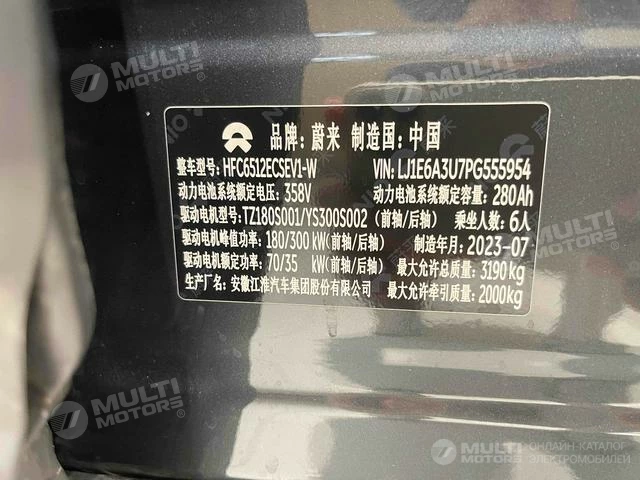 MULTI
MOTORS®
MULTI
MOTORS®
品牌:蔚来 制造国:中国
整车型号:HFC6512ECSEV1-W VIN:LJ1E6A3U7PG555954
动力电池系统额定电压:358V 动力电池系统额定容量:280Ah
驱动电机型号:TZ180S001/YS300S002(前轴/后轴) 乘坐人数:6人
驱动电机峰值功率:180/300kW(前轴/后轴) 制造年月:2023-07
驱动电机额定功率:70/35 kW(前轴/后轴) 最大允许总质量:3190kg
生产厂名:安徽江淮汽车集团股份有限公司 最大允许牵引质量:2000kg
MULTI
MOTORS®
MULTI
MOTORS
ОНЛАЙН-КАТАЛОГ
ЭЛЕКТРОМОБИЛЕЙ